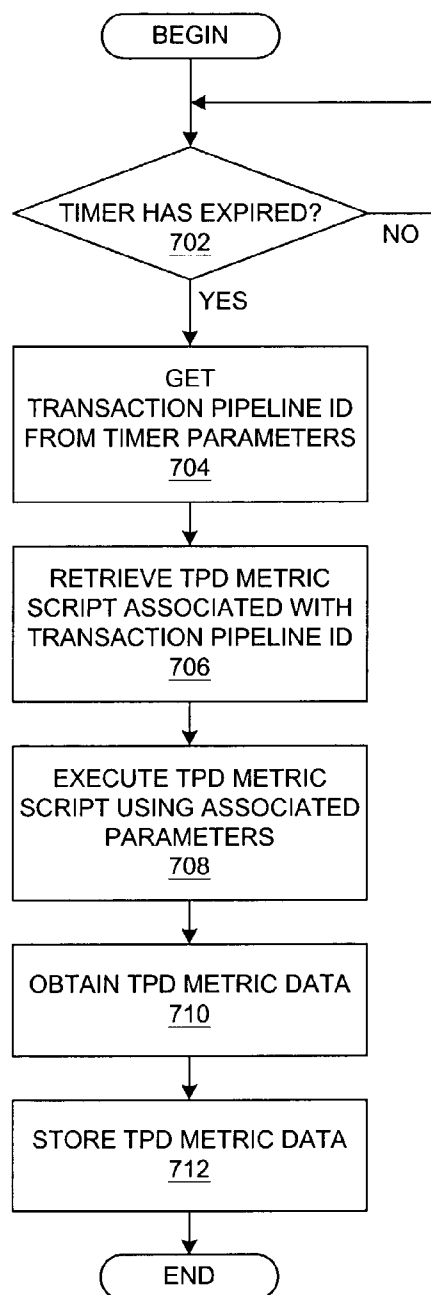 BEGIN
TIMER HAS EXPIRED?
702
NO
YES
GET
TRANSACTION PIPELINE ID
FROM TIMER PARAMETERS
704
RETRIEVE TPD METRIC
SCRIPT ASSOCIATED WITH
TRANSACTION PIPELINE ID
706
EXECUTE TPD METRIC
SCRIPT USING ASSOCIATED
PARAMETERS
708
OBTAIN TPD METRIC DATA
710
STORE TPD METRIC DATA
712
END